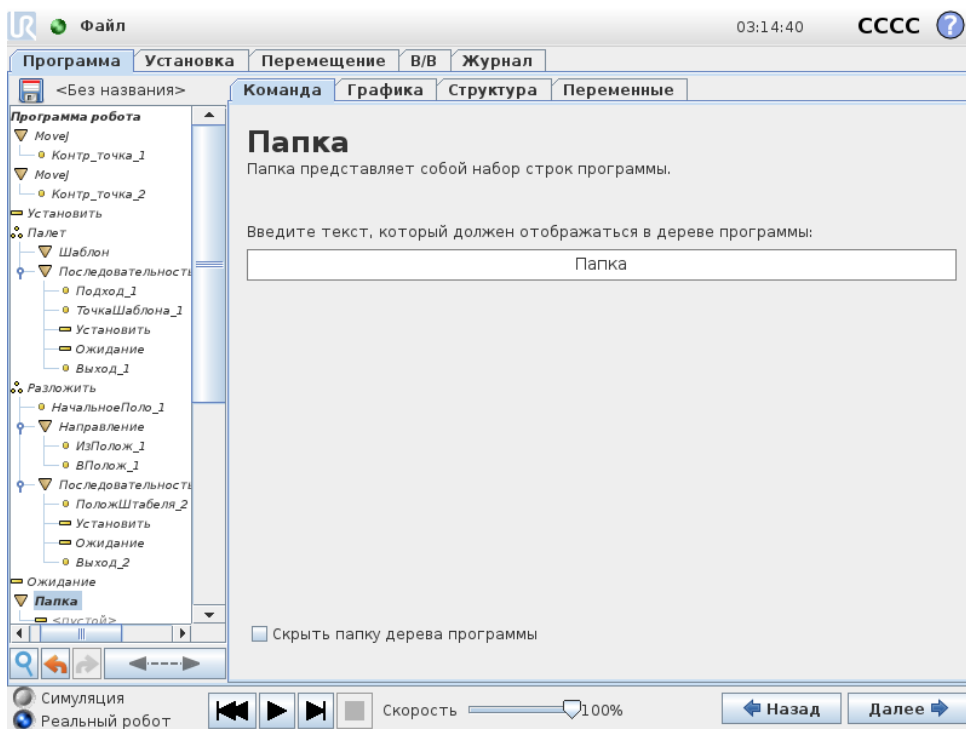 Файл
03:14:40
CCCC
?
Программа
Установка
Перемещение
В/В
Журнал
<Без названия>
Команда
Графика
Структура
Переменные
Программа робота
MoveJ
Контр_точка_1
MoveJ
Контр_точка_2
Установить
Палет
Шаблон
Последовательность
Подход_1
ТочкаШаблона_1
Установить
Ожидание
Выход_1
Разложить
НачальноеПоло_1
Направление
ИзПолож_1
ВПолож_1
Последовательность
ПоложШтабеля_2
Установить
Ожидание
Выход_2
Ожидание
Папка
<пустой>
Папка
Папка представляет собой набор строк программы.
Введите текст, который должен отображаться в дереве программы:
Папка
Скрыть папку дерева программы
Симуляция
Реальный робот
Скорость
100%
Назад
Далее